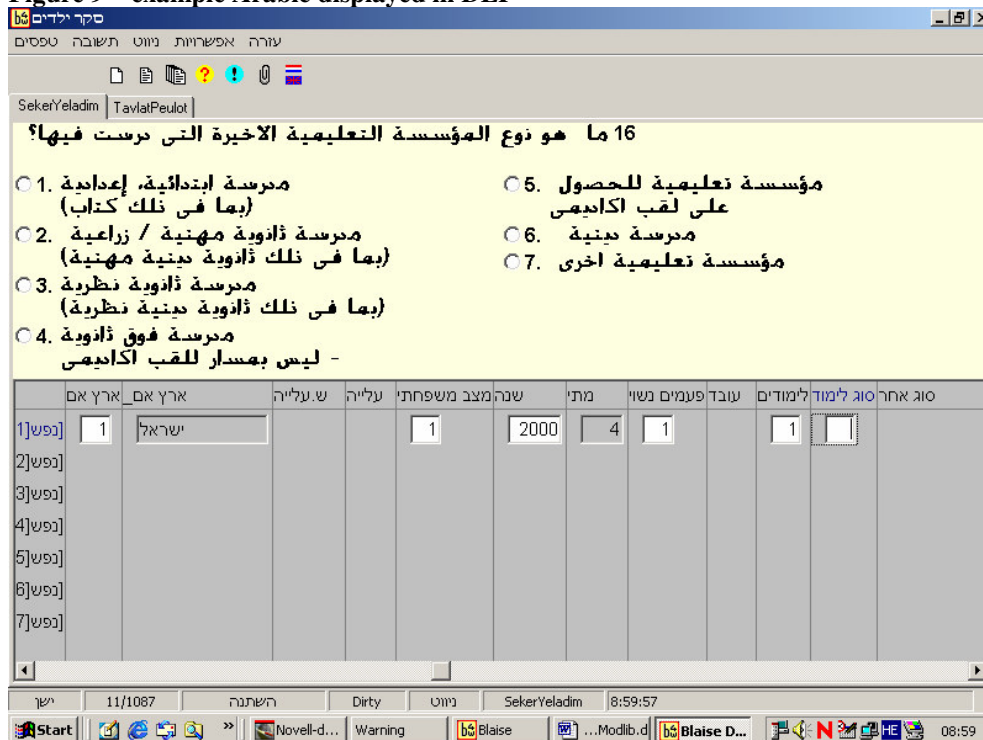 Figure 9 – example Arabic displayed in DEP
סקר ילדים
טפסים תשובה ניווט אפשרויות עזרה
SekerYeladim TavlatPeulot
16 ما هو نوع المؤسسة التعليمية الاخيرة التى درست فيها؟
1. مدرسة ابتدائية، إعدادية
(بما فى ذلك كتاب)
2. مدرسة ثانوية مهنية / زراعية
(بما فى ذلك ثانوية دينية مهنية)
3. مدرسة ثانوية نظرية
(بما فى ذلك ثانوية دينية نظرية)
4. مدرسة فوق ثانوية
- ليس بمسار للقب اكاديمى
5. مؤسسة تعليمية للحصول
على لقب اكاديمى
6. مدرسة دينية
7. مؤسسة تعليمية اخرى
ארץ אם ארץ אם_ ש.עלייה עלייה מצב משפחתי שנה מתי פעמים נשוי עובד לימודים סוג לימוד סוג אחר
[נפש[1 1 ישראל 1 2000 4 1 1
[נפש[2
[נפש[3
[נפש[4
[נפש[5
[נפש[6
[נפש[7
ישן 11/1087 השתנה Dirty ניווט SekerYeladim 8:59:57
Start » Novell-d... Warning Blaise ...Modlib.d Blaise D... HE 08:59